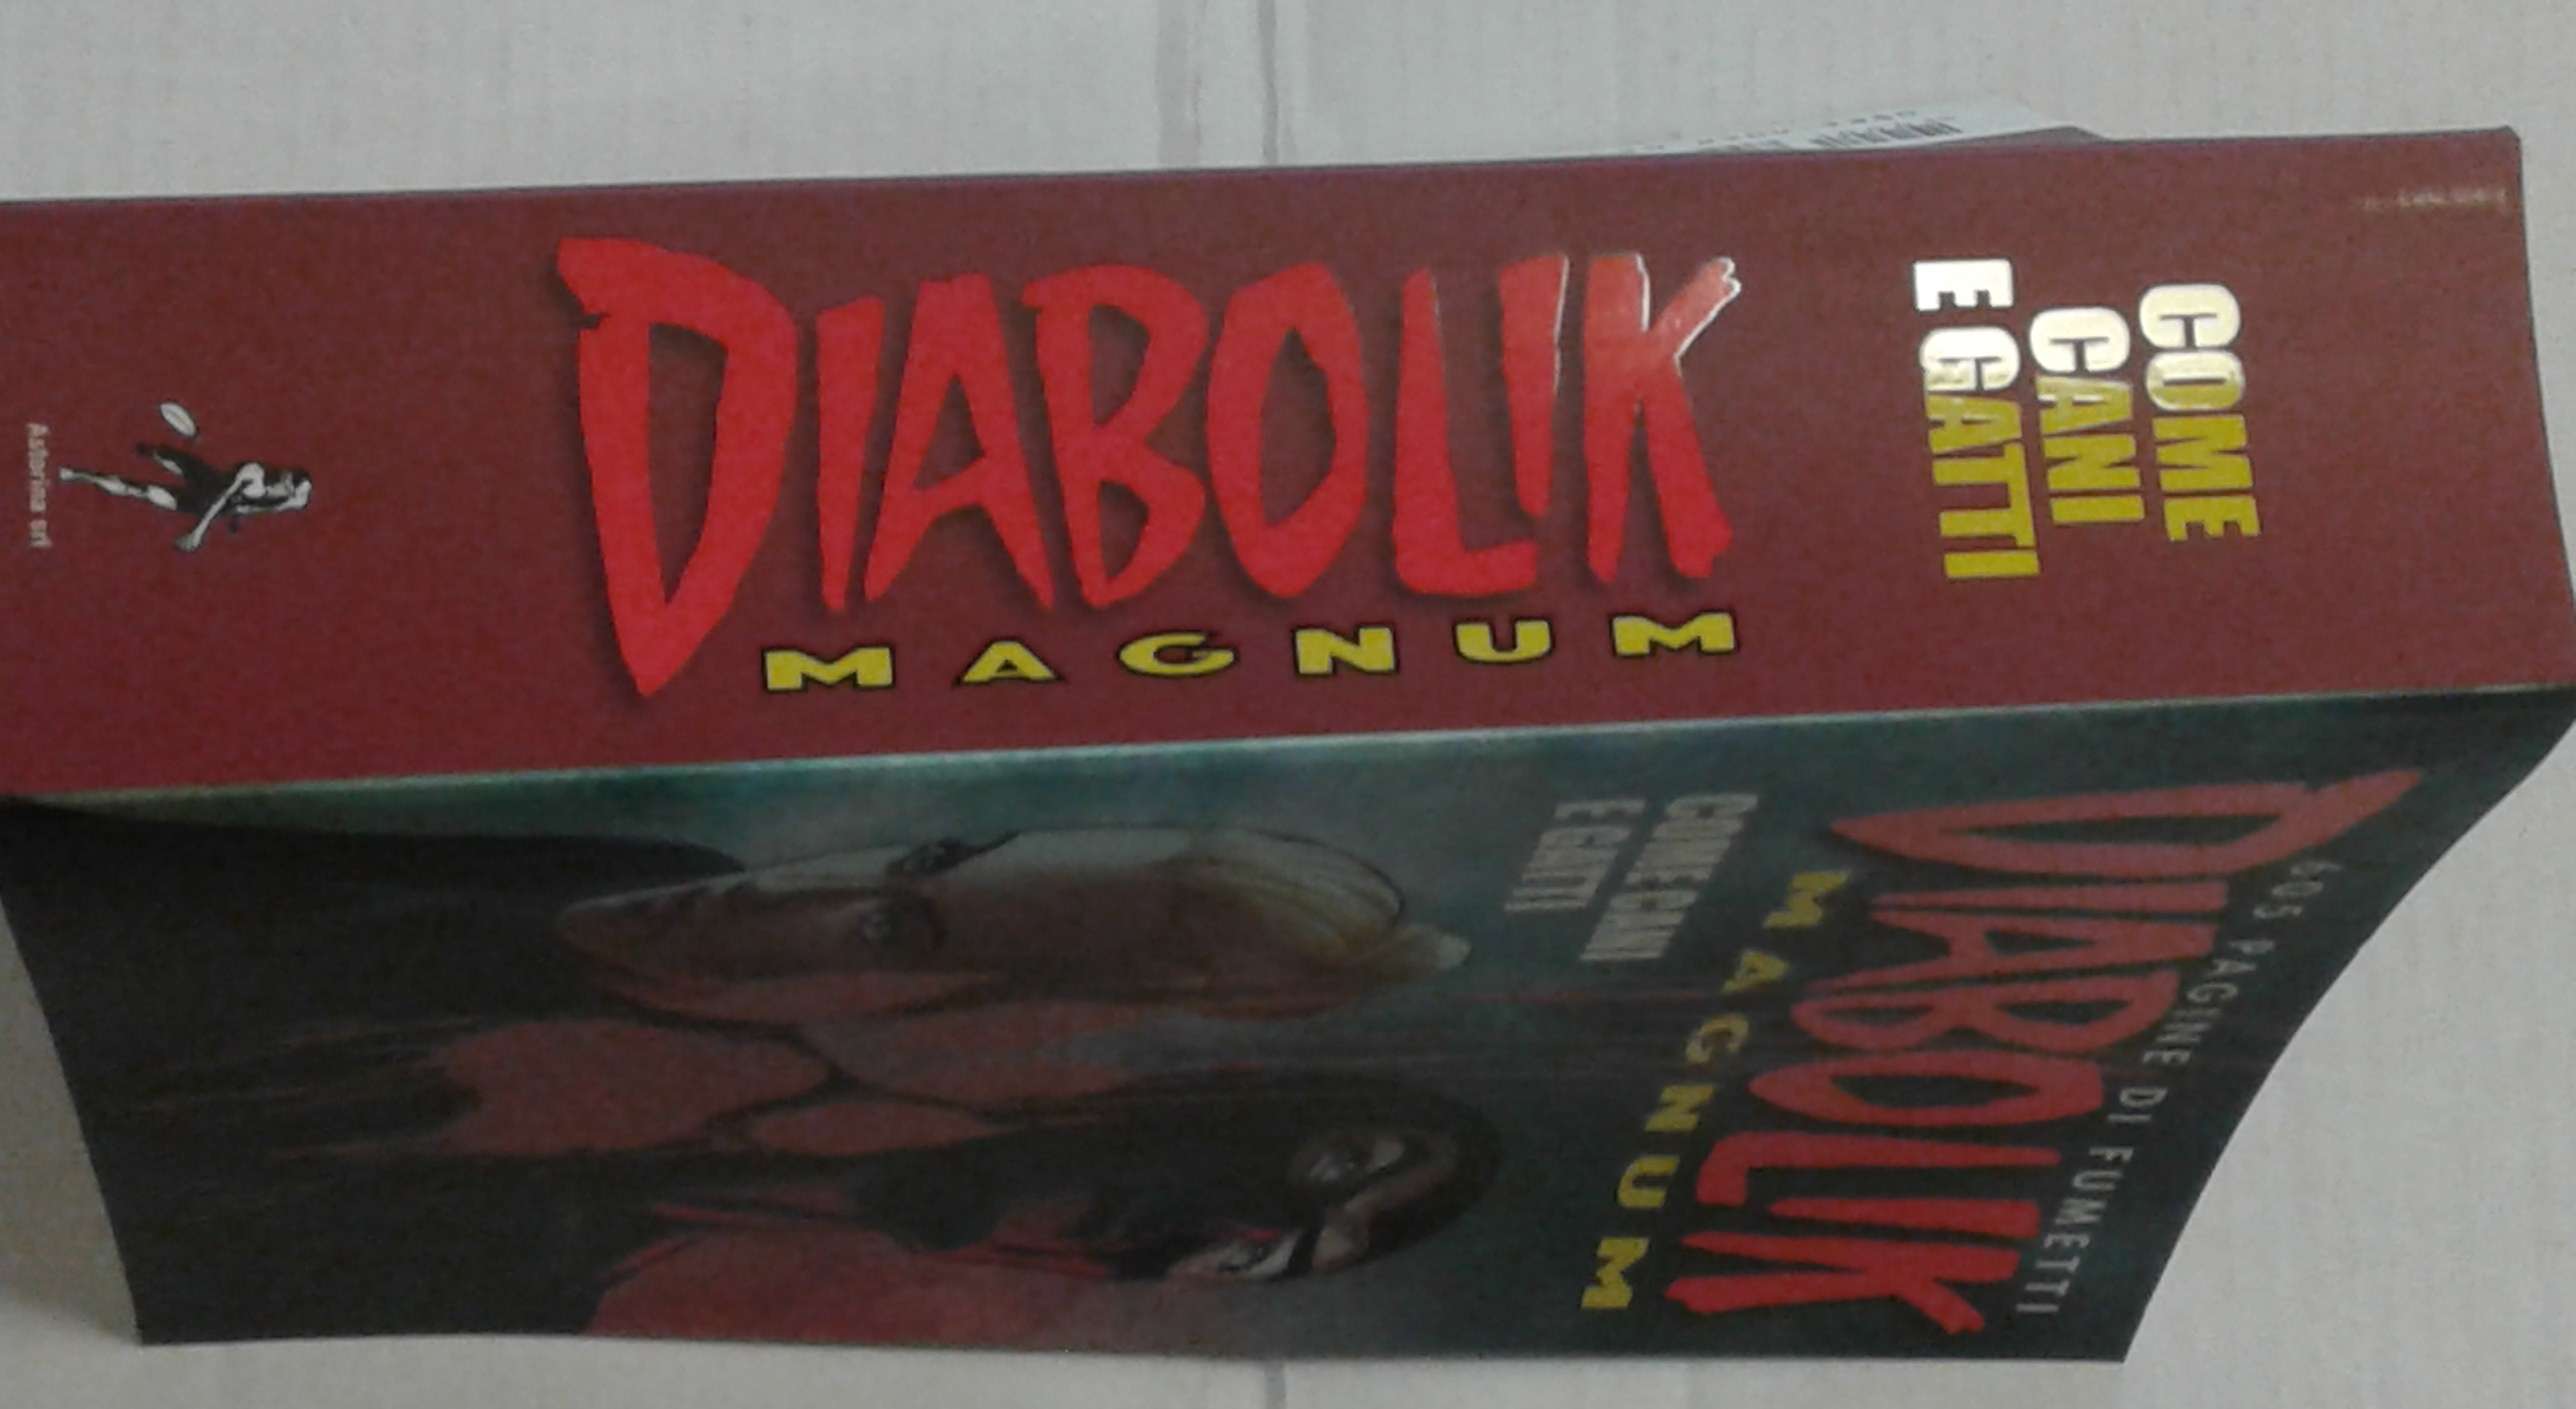 DIABOLIK
MAGNUM
COME
CANI
E GATTI
Astorina srl
605 PAGINE DI FUMETTI
DIABOLIK
MAGNUM
COME CANI
E GATTI